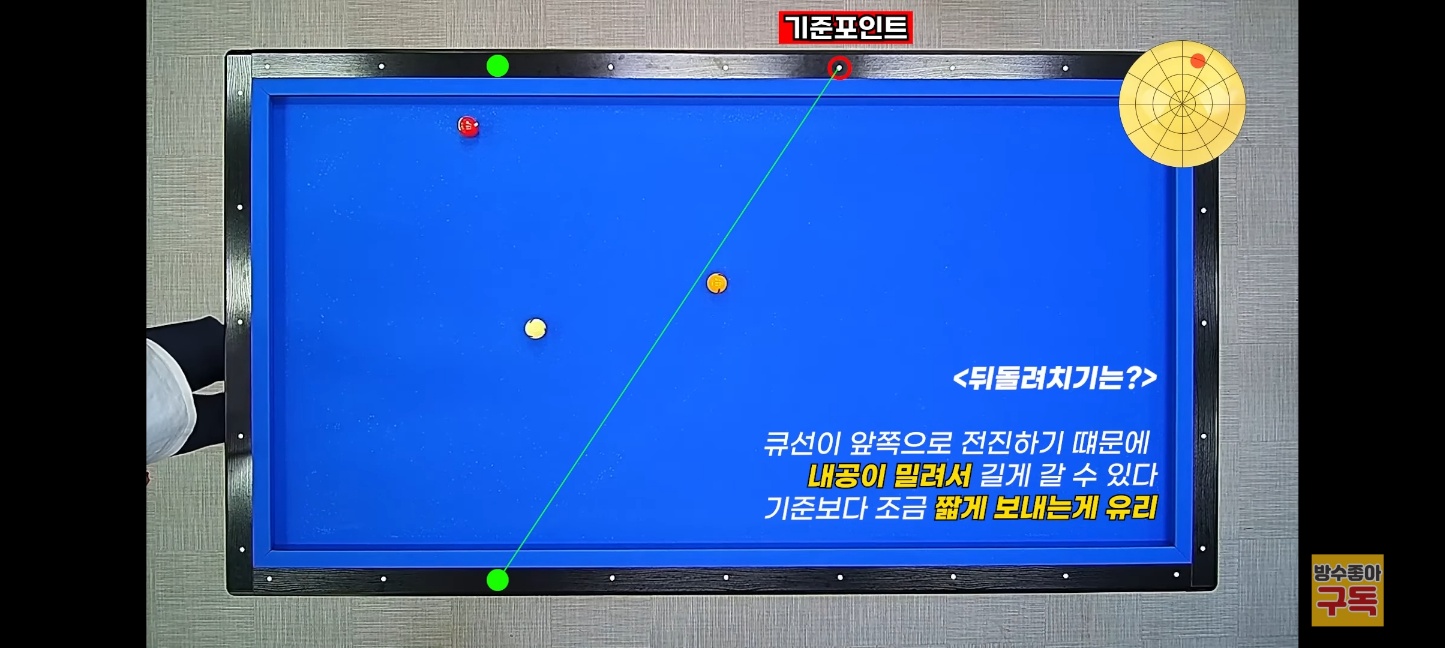 기준포인트
<뒤돌려치기는?>
큐선이 앞쪽으로 전진하기 떄문에
내공이 밀려서 길게 갈 수 있다
기준보다 조금 짧게 보내는게 유리
방수좋아
구독